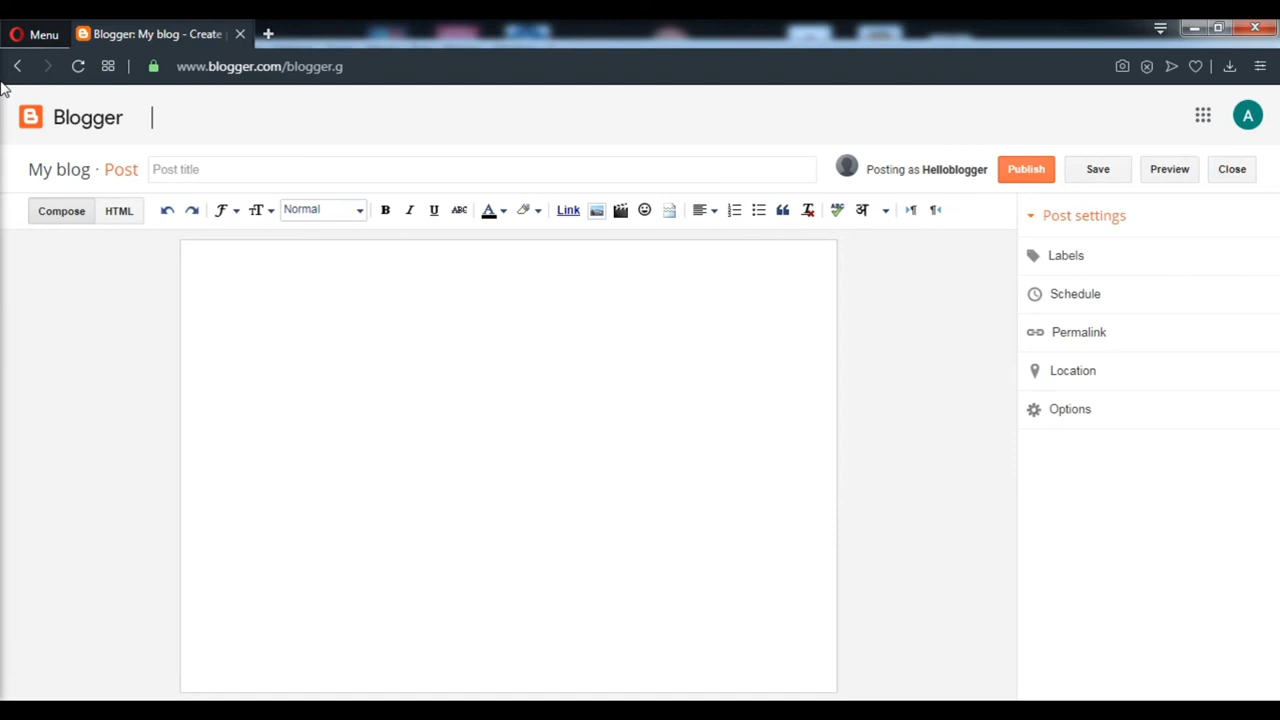 Menu
Blogger: My blog - Create
www.blogger.com/blogger.g
Blogger
A
My blog · Post
Post title
Posting as Helloblogger
Publish
Save
Preview
Close
Compose
HTML
Normal
B
I
U
ABC
A
Link
अ
Post settings
Labels
Schedule
Permalink
Location
Options